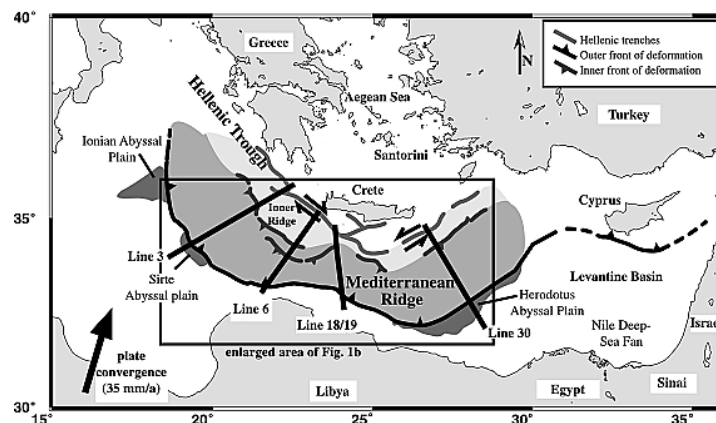 40°
Greece
N
Hellenic trenches
Outer front of deformation
Inner front of deformation
Hellenic Trough
Aegean Sea
Turkey
Ionian Abyssal
Plain
Santorini
Crete
Cyprus
35°
Inner
Ridge
Line 3
Sirte
Abyssal plain
Mediterranean
Ridge
Levantine Basin
Line 6
Herodotus
Abyssal Plain
Line 18/19
Line 30
Nile Deep-
Sea Fan
Israe
plate
convergence
(35 mm/a)
enlarged area of Fig. 1b
Libya
Egypt
Sinai
30°
15°
20°
25°
30°
35°